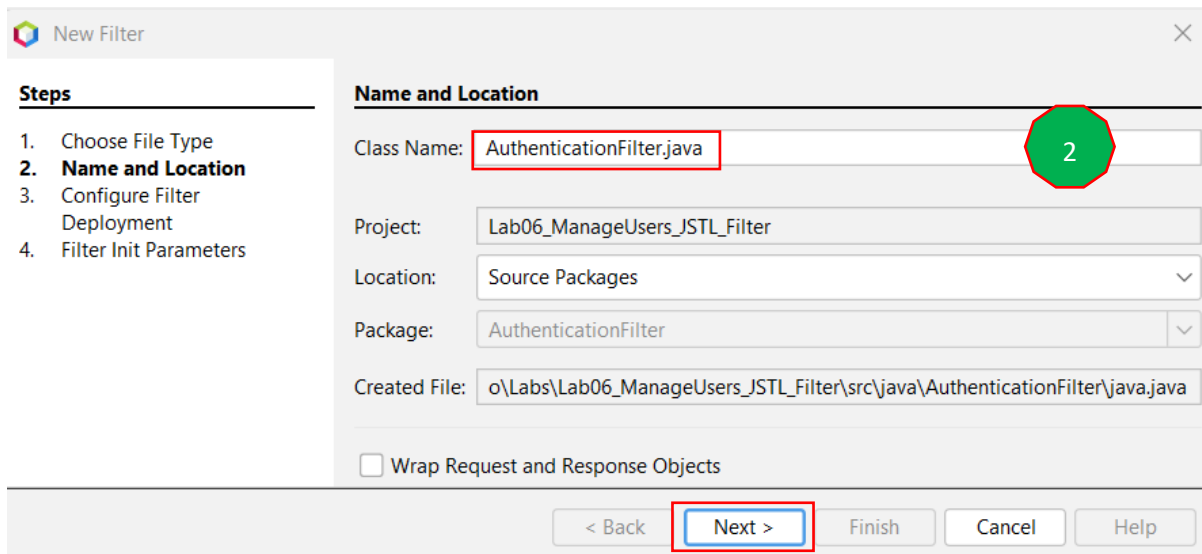 New Filter
Steps
1. Choose File Type
2. Name and Location
3. Configure Filter
Deployment
4. Filter Init Parameters
Name and Location
Class Name: AuthenticationFilter.java
2
Project: Lab06_ManageUsers_JSTL_Filter
Location: Source Packages
Package: AuthenticationFilter
Created File: o\Labs\Lab06_ManageUsers_JSTL_Filter\src\java\AuthenticationFilter\java.java
Wrap Request and Response Objects
< Back Next > Finish Cancel Help